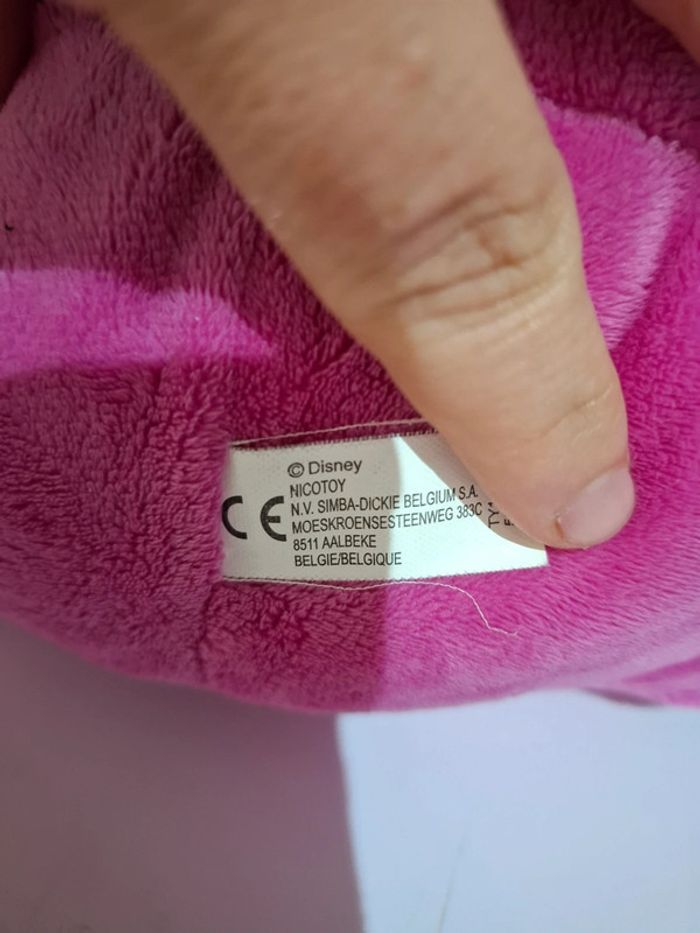 © Disney
NICOTOY
CE
N.V. SIMBA-DICKIE BELGIUM S.A.
MOESKROENSESTEENWEG 383C
8511 AALBEKE
BELGIE/BELGIQUE